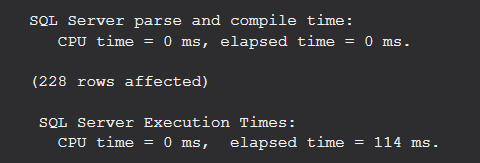 SQL Server parse and compile time:
CPU time = 0 ms, elapsed time = 0 ms.
(228 rows affected)
SQL Server Execution Times:
CPU time = 0 ms,  elapsed time = 114 ms.